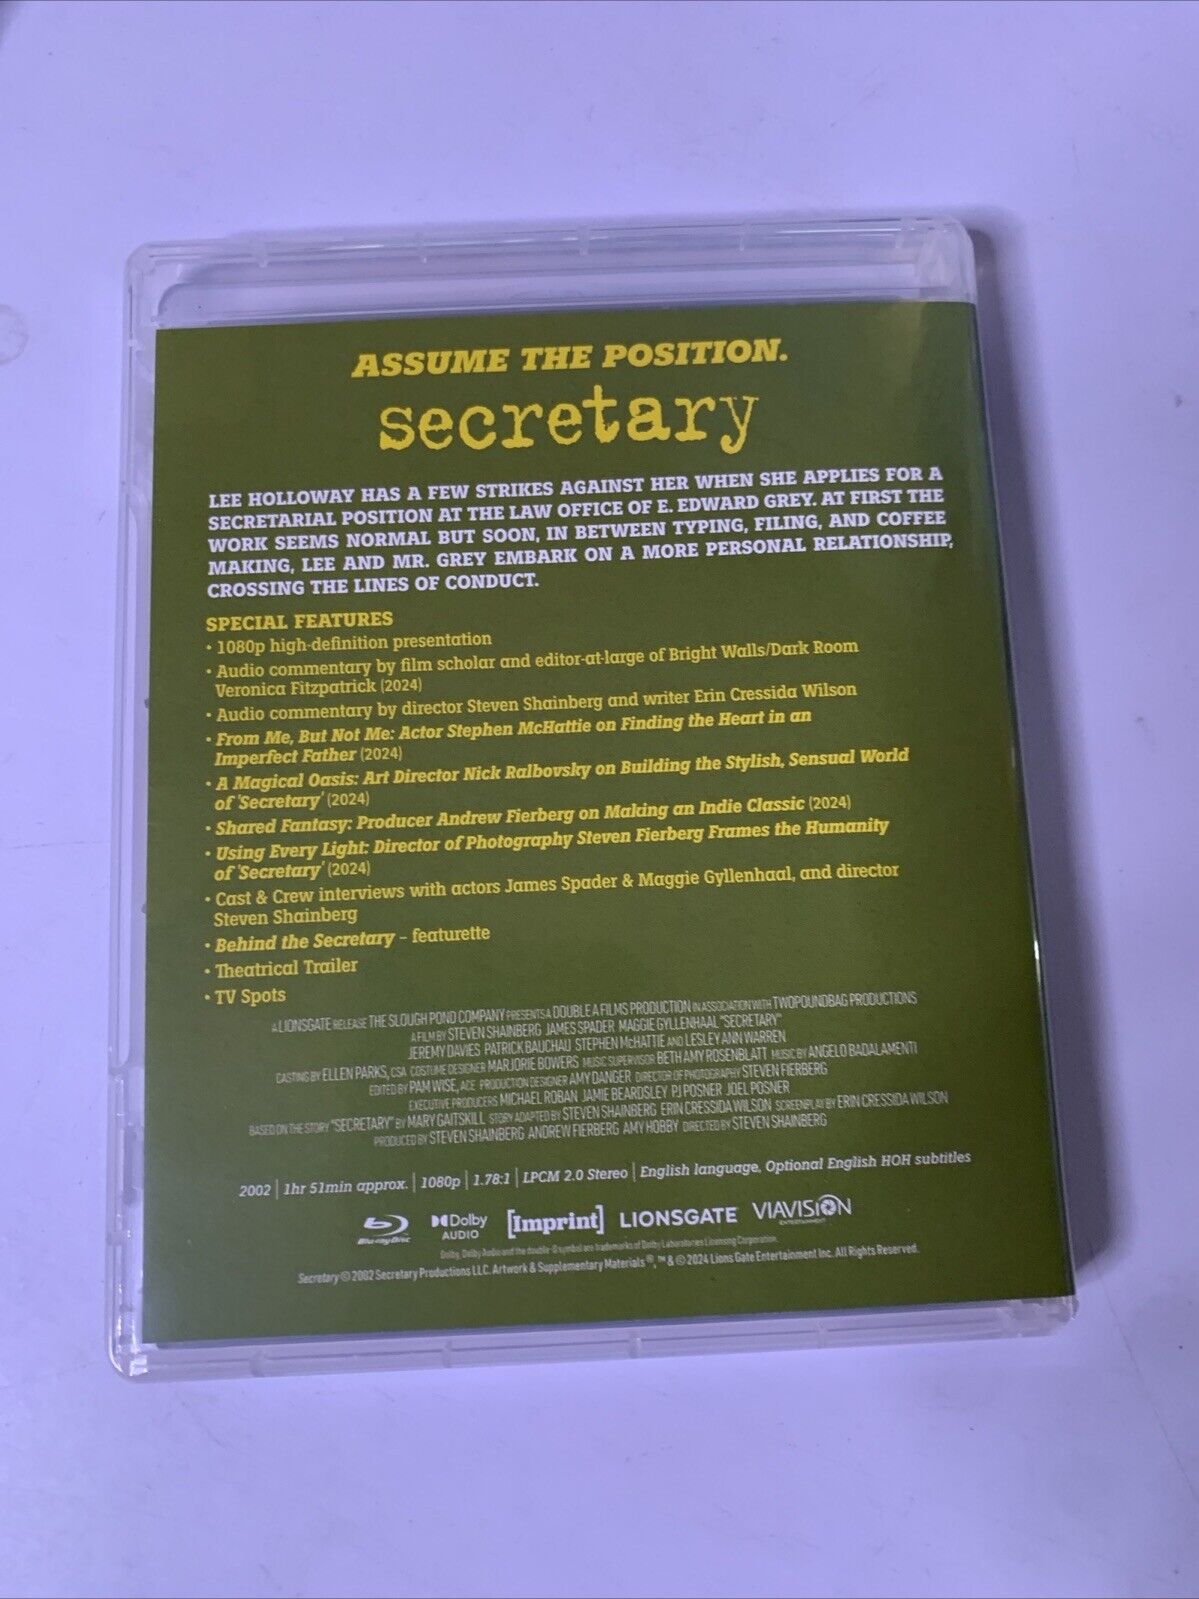 ASSUME THE POSITION.
secretary
LEE HOLLOWAY HAS A FEW STRIKES AGAINST HER WHEN SHE APPLIES FOR A
SECRETARIAL POSITION AT THE LAW OFFICE OF E. EDWARD GREY. AT FIRST THE
WORK SEEMS NORMAL BUT SOON, IN BETWEEN TYPING, FILING, AND COFFEE
MAKING, LEE AND MR. GREY EMBARK ON A MORE PERSONAL RELATIONSHIP,
CROSSING THE LINES OF CONDUCT.
SPECIAL FEATURES
• 1080p high-definition presentation
• Audio commentary by film scholar and editor-at-large of Bright Walls/Dark Room
Veronica Fitzpatrick (2024)
• Audio commentary by director Steven Shainberg and writer Erin Cressida Wilson
• From Me, But Not Me: Actor Stephen McHattie on Finding the Heart in an
Imperfect Father (2024)
• A Magical Oasis: Art Director Nick Ralbovsky on Building the Stylish, Sensual World
of 'Secretary' (2024)
• Shared Fantasy: Producer Andrew Fierberg on Making an Indie Classic (2024)
• Using Every Light: Director of Photography Steven Fierberg Frames the Humanity
of 'Secretary' (2024)
• Cast & Crew interviews with actors James Spader & Maggie Gyllenhaal, and director
Steven Shainberg
• Behind the Secretary – featurette
• Theatrical Trailer
• TV Spots
A LIONSGATE RELEASE THE SLOUGH POND COMPANY PRESENTS A DOUBLE A FILMS PRODUCTION IN ASSOCIATION WITH TWOPOUNDBAG PRODUCTIONS
A FILM BY STEVEN SHAINBERG JAMES SPADER MAGGIE GYLLENHAAL "SECRETARY"
JEREMY DAVIES PATRICK BAUCHAU STEPHEN McHATTIE AND LESLEY ANN WARREN
CASTING BY ELLEN PARKS, CSA COSTUME DESIGNER MARJORIE BOWERS MUSIC SUPERVISOR BETH AMY ROSENBLATT MUSIC BY ANGELO BADALAMENTI
EDITED BY PAM WISE, ACE PRODUCTION DESIGNER AMY DANGER DIRECTOR OF PHOTOGRAPHY STEVEN FIERBERG
EXECUTIVE PRODUCERS MICHAEL ROBAN JAMIE BEARDSLEY PJ POSNER JOEL POSNER
BASED ON THE STORY "SECRETARY" BY MARY GAITSKILL STORY ADAPTED BY STEVEN SHAINBERG ERIN CRESSIDA WILSON SCREENPLAY BY ERIN CRESSIDA WILSON
PRODUCED BY STEVEN SHAINBERG ANDREW FIERBERG AMY HOBBY DIRECTED BY STEVEN SHAINBERG
2002 | 1hr 51min approx. | 1080p | 1.78:1 | LPCM 2.0 Stereo | English language, Optional English HOH subtitles
Blu-ray Disc Dolby AUDIO [Imprint] LIONSGATE VIAVISION ENTERTAINMENT
Dolby, Dolby Audio and the double-D symbol are trademarks of Dolby Laboratories Licensing Corporation.
Secretary © 2002 Secretary Productions LLC. Artwork & Supplementary Materials ®, ™ & © 2024 Lions Gate Entertainment Inc. All Rights Reserved.